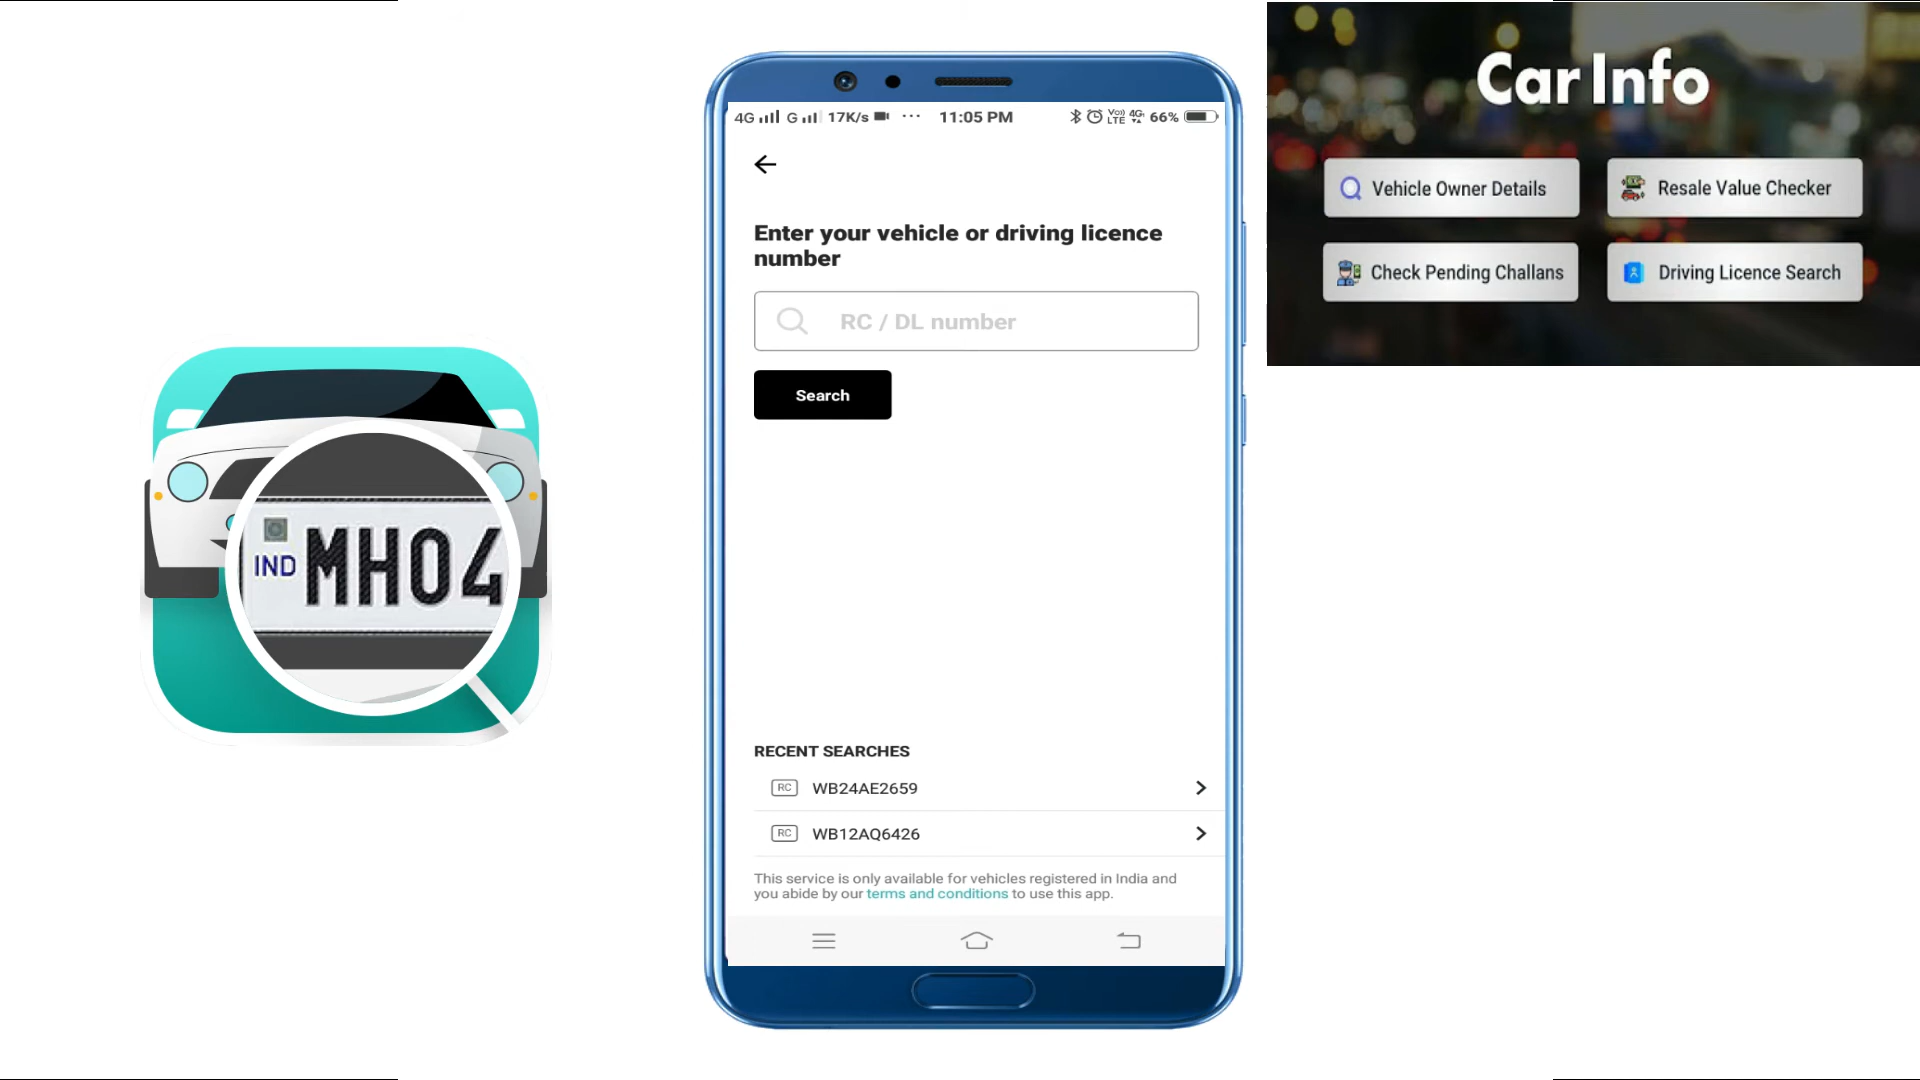 IND MH04
4G G 17K/s ... 11:05 PM VoLTE 4G 66%
Enter your vehicle or driving licence
number
RC / DL number
Search
RECENT SEARCHES
RC WB24AE2659
RC WB12AQ6426
This service is only available for vehicles registered in India and
you abide by our terms and conditions to use this app.
Car Info
Vehicle Owner Details
Resale Value Checker
Check Pending Challans
Driving Licence Search